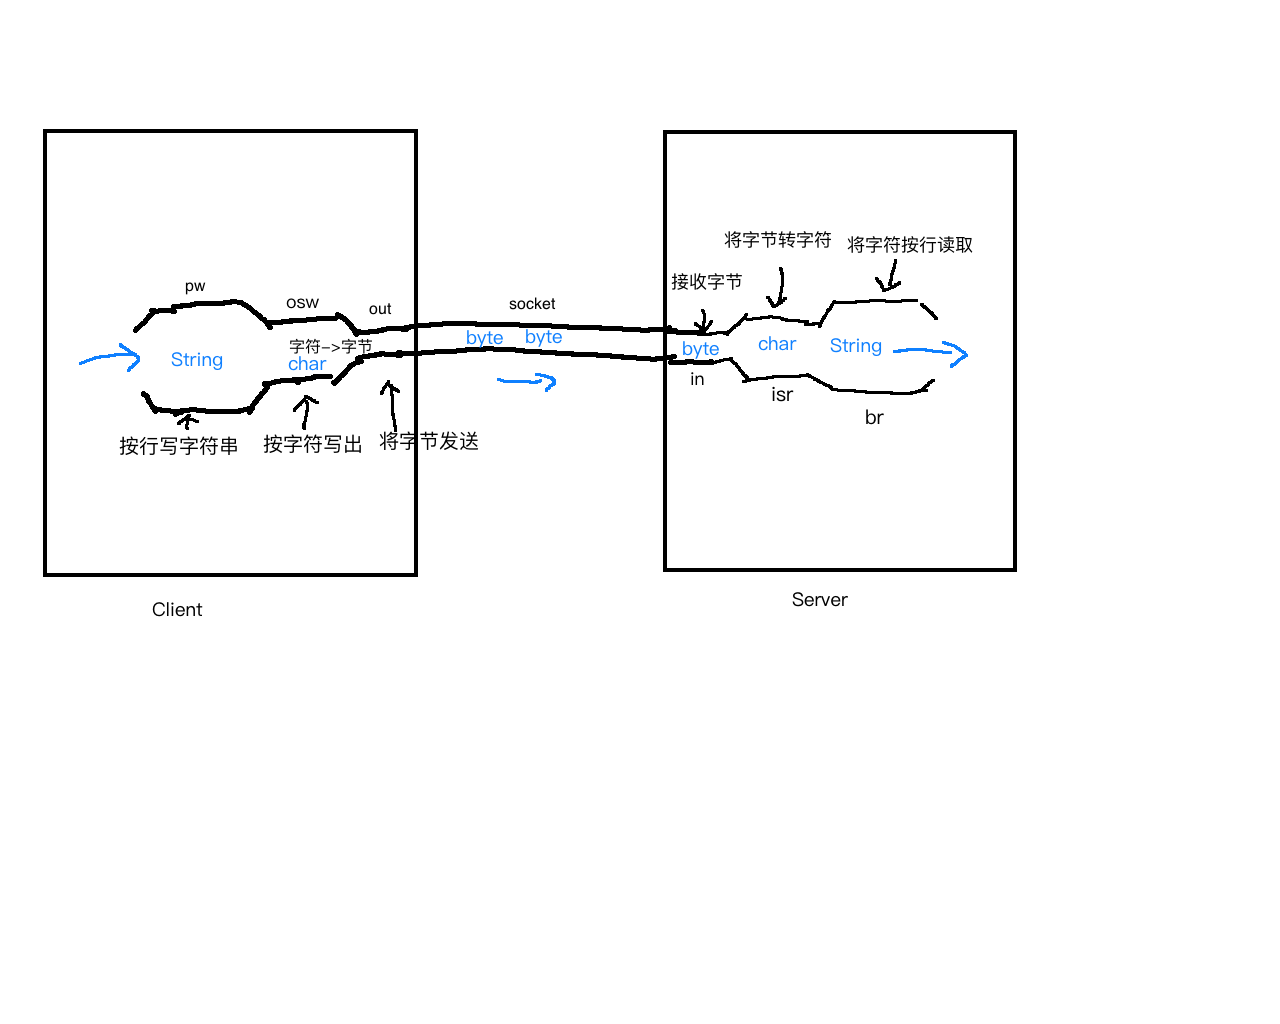 pw
osw
out
socket
字符->字节
String
char
byte
byte
按行写字符串
按字符写出
将字节发送
Client
将字节转字符
将字符按行读取
接收字节
byte
char
String
in
isr
br
Server